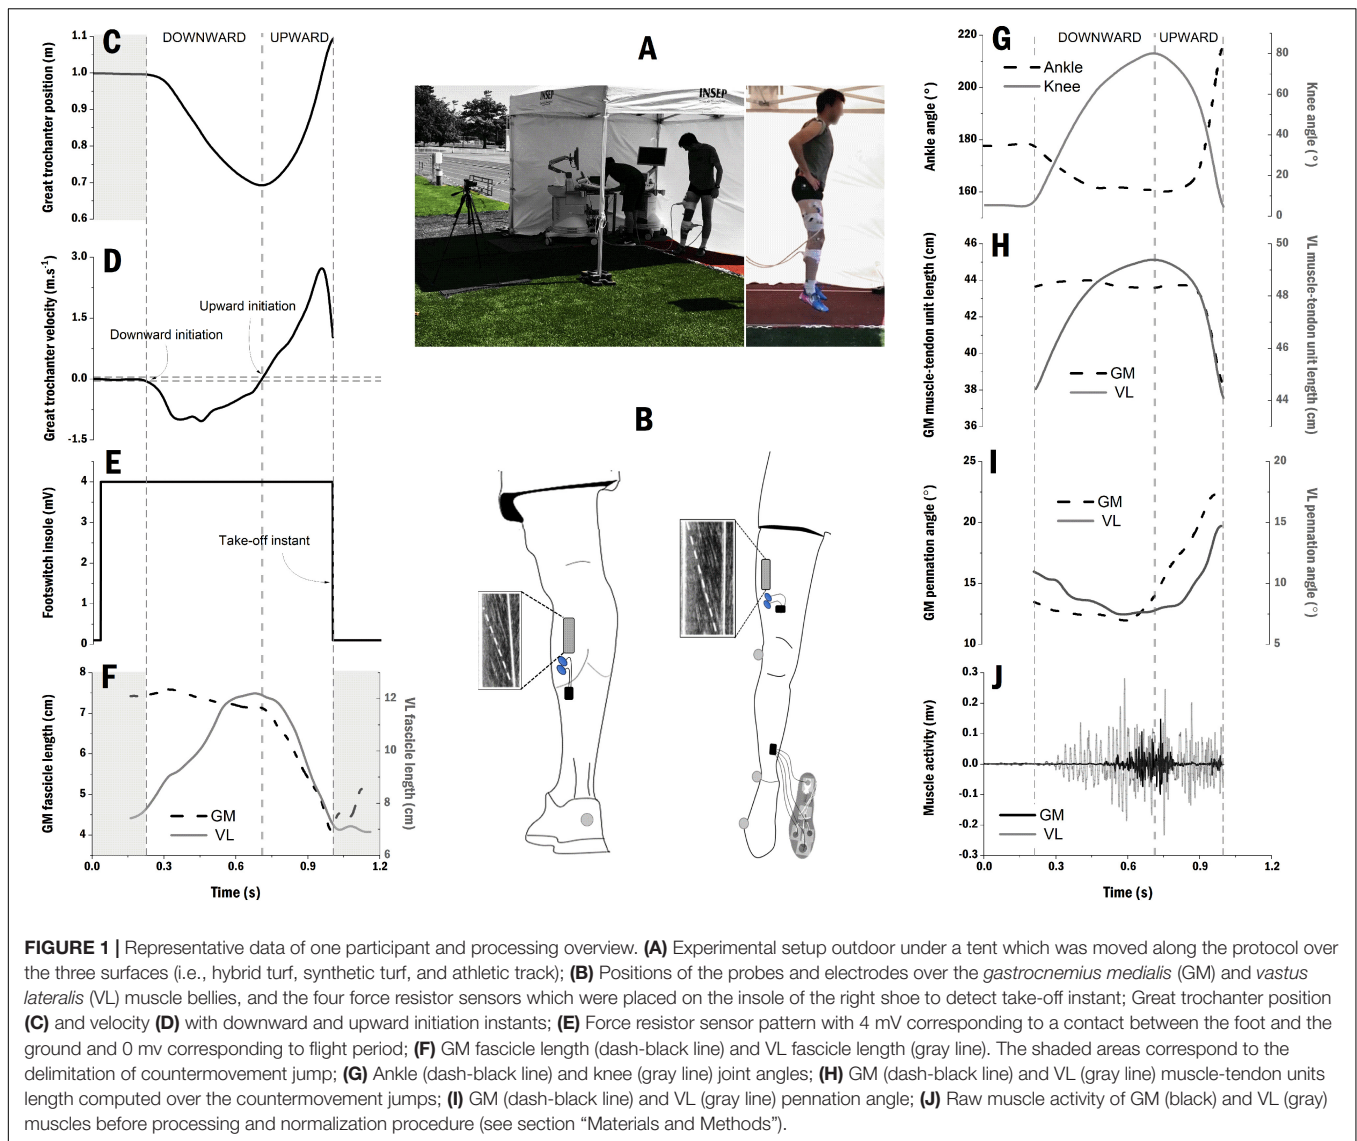 C
DOWNWARD
UPWARD
Great trochanter position (m)
1.1
1.0
0.9
0.8
0.7
0.6
D
Great trochanter velocity (m.s⁻¹)
3.0
1.5
0.0
-1.5
Upward initiation
Downward initiation
E
Footswitch insole (mV)
5
4
3
2
1
0
Take-off instant
F
GM fascicle length (cm)
8
7
6
5
4
VL fascicle length (cm)
12
10
8
6
GM
VL
0.0 0.3 0.6 0.9 1.2
Time (s)
A
INSEP
INSEP
B
G
DOWNWARD
UPWARD
Ankle angle (°)
220
200
180
160
Ankle
Knee
Knee angle (°)
80
60
40
20
0
H
GM muscle-tendon unit length (cm)
46
44
42
40
38
36
VL muscle-tendon unit length (cm)
50
48
46
44
GM
VL
I
GM pennation angle (°)
25
20
15
10
VL pennation angle (°)
20
15
10
5
GM
VL
J
Muscle activity (mv)
0.3
0.2
0.1
0.0
-0.1
-0.2
-0.3
GM
VL
0.0 0.3 0.6 0.9 1.2
Time (s)
FIGURE 1 | Representative data of one participant and processing overview. (A) Experimental setup outdoor under a tent which was moved along the protocol over
the three surfaces (i.e., hybrid turf, synthetic turf, and athletic track); (B) Positions of the probes and electrodes over the gastrocnemius medialis (GM) and vastus
lateralis (VL) muscle bellies, and the four force resistor sensors which were placed on the insole of the right shoe to detect take-off instant; Great trochanter position
(C) and velocity (D) with downward and upward initiation instants; (E) Force resistor sensor pattern with 4 mV corresponding to a contact between the foot and the
ground and 0 mv corresponding to flight period; (F) GM fascicle length (dash-black line) and VL fascicle length (gray line). The shaded areas correspond to the
delimitation of countermovement jump; (G) Ankle (dash-black line) and knee (gray line) joint angles; (H) GM (dash-black line) and VL (gray line) muscle-tendon units
length computed over the countermovement jumps; (I) GM (dash-black line) and VL (gray line) pennation angle; (J) Raw muscle activity of GM (black) and VL (gray)
muscles before processing and normalization procedure (see section “Materials and Methods”).